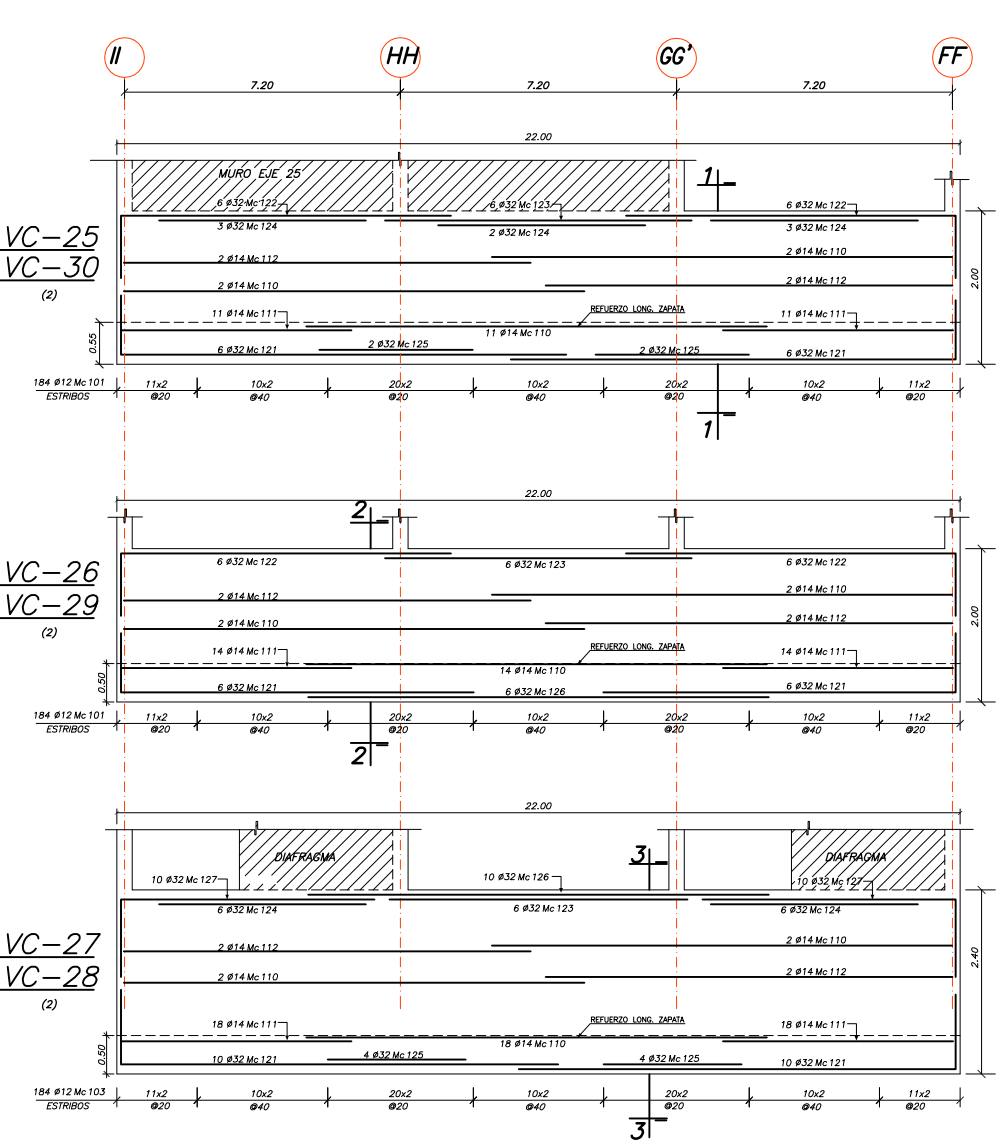 II HH GG' FF
7.20 7.20 7.20
22.00
MURO EJE 25
1
6 Ø32 Mc 122 6 Ø32 Mc 123 6 Ø32 Mc 122
3 Ø32 Mc 124 2 Ø32 Mc 124 3 Ø32 Mc 124
VC-25
VC-30
(2)
2 Ø14 Mc 112 2 Ø14 Mc 110
2 Ø14 Mc 110 2 Ø14 Mc 112
2.00
REFUERZO LONG. ZAPATA
11 Ø14 Mc 111 11 Ø14 Mc 110 11 Ø14 Mc 111
0.55
2 Ø32 Mc 125 2 Ø32 Mc 125
6 Ø32 Mc 121 6 Ø32 Mc 121
184 Ø12 Mc 101 11x2 10x2 20x2 10x2 20x2 10x2 11x2
ESTRIBOS @20 @40 @20 @40 @20 @40 @20
1
22.00
2
6 Ø32 Mc 122 6 Ø32 Mc 123 6 Ø32 Mc 122
VC-26
VC-29
(2)
2 Ø14 Mc 112 2 Ø14 Mc 110
2 Ø14 Mc 110 2 Ø14 Mc 112
2.00
REFUERZO LONG. ZAPATA
14 Ø14 Mc 111 14 Ø14 Mc 110 14 Ø14 Mc 111
0.50
6 Ø32 Mc 121 6 Ø32 Mc 126 6 Ø32 Mc 121
184 Ø12 Mc 101 11x2 10x2 20x2 10x2 20x2 10x2 11x2
ESTRIBOS @20 @40 @20 @40 @20 @40 @20
2
22.00
DIAFRAGMA 3 DIAFRAGMA
10 Ø32 Mc 127 10 Ø32 Mc 126 10 Ø32 Mc 127
6 Ø32 Mc 124 6 Ø32 Mc 123 6 Ø32 Mc 124
VC-27
VC-28
(2)
2 Ø14 Mc 112 2 Ø14 Mc 110
2 Ø14 Mc 110 2 Ø14 Mc 112
2.40
REFUERZO LONG. ZAPATA
18 Ø14 Mc 111 18 Ø14 Mc 110 18 Ø14 Mc 111
0.50
4 Ø32 Mc 125 4 Ø32 Mc 125
10 Ø32 Mc 121 10 Ø32 Mc 121
184 Ø12 Mc 103 11x2 10x2 20x2 10x2 20x2 10x2 11x2
ESTRIBOS @20 @40 @20 @40 @20 @40 @20
3